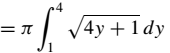 = π ∫₁⁴ √(4y + 1) dy